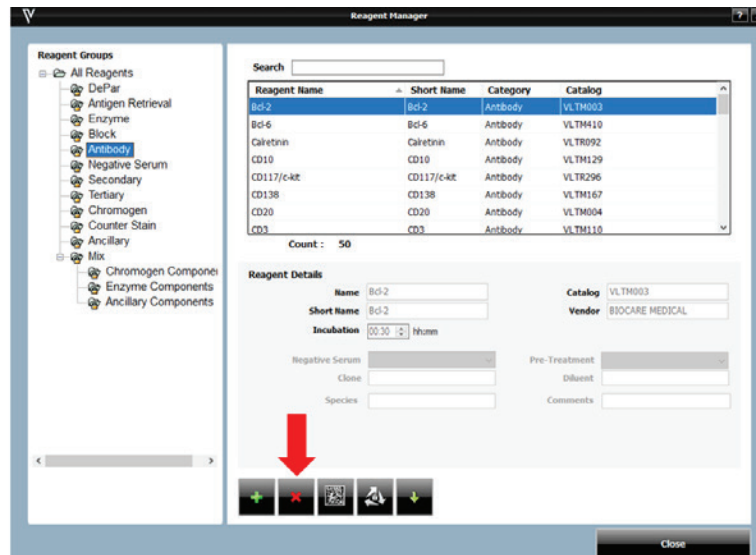 Reagent Manager
?
Reagent Groups
All Reagents
DePar
Antigen Retrieval
Enzyme
Block
Antibody
Negative Serum
Secondary
Tertiary
Chromogen
Counter Stain
Ancillary
Mix
Chromogen Componei
Enzyme Components
Ancillary Components
Search
Reagent Name Short Name Category Catalog
Bcl-2 Bcl-2 Antibody VLTM003
Bcl-6 Bcl-6 Antibody VLTM410
Calretinin Calretinin Antibody VLTR092
CD10 CD10 Antibody VLTM129
CD117/c-kit CD117/c-kit Antibody VLTR296
CD138 CD138 Antibody VLTM167
CD20 CD20 Antibody VLTM004
CD3 CD3 Antibody VLTM110
Count : 50
Reagent Details
Name Bcl-2 Catalog VLTM003
Short Name Bcl-2 Vendor BIOCARE MEDICAL
Incubation 00:30 hh:mm
Negative Serum Pre-Treatment
Clone Diluent
Species Comments
Close